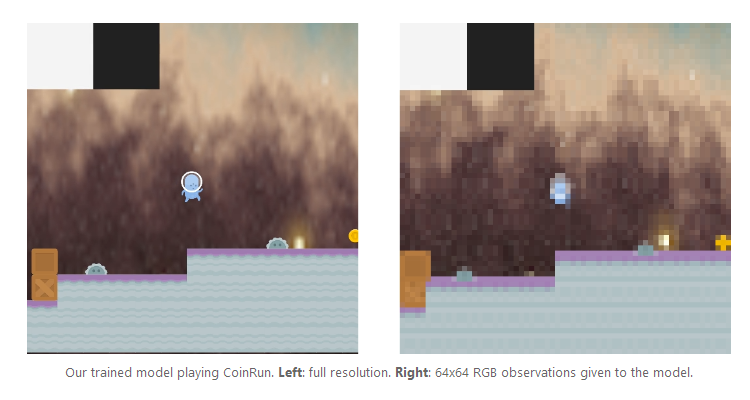 Our trained model playing CoinRun. Left: full resolution. Right: 64x64 RGB observations given to the model.